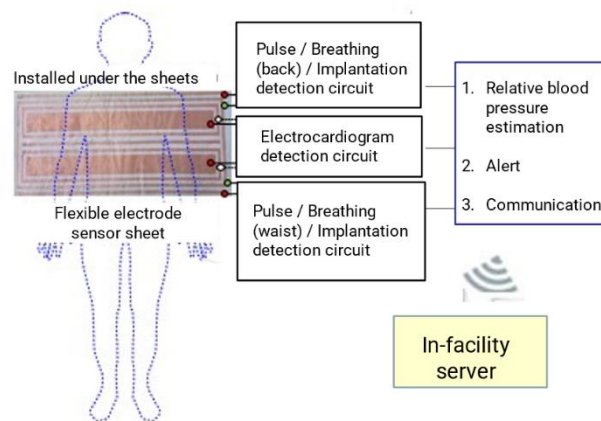 Installed under the sheets
Flexible electrode
sensor sheet
Pulse / Breathing
(back) / Implantation
detection circuit
Electrocardiogram
detection circuit
Pulse / Breathing
(waist) / Implantation
detection circuit
1. Relative blood
pressure
estimation
2. Alert
3. Communication
In-facility
server